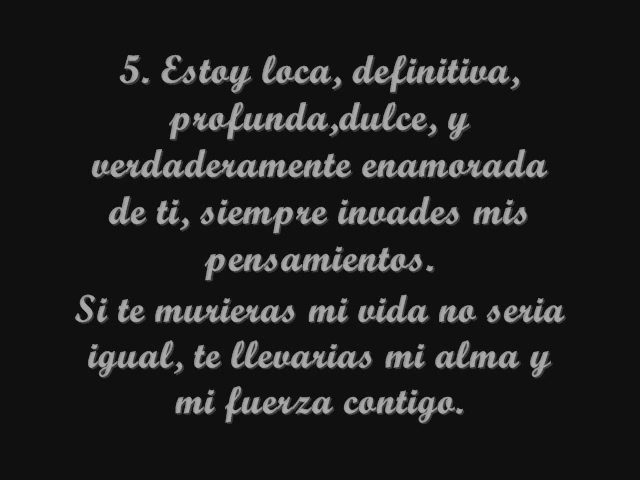 5. Estoy loca, definitiva,
profunda,dulce, y
verdaderamente enamorada
de ti, siempre invades mis
pensamientos.
Si te murieras mi vida no seria
igual, te llevarias mi alma y
mi fuerza contigo.